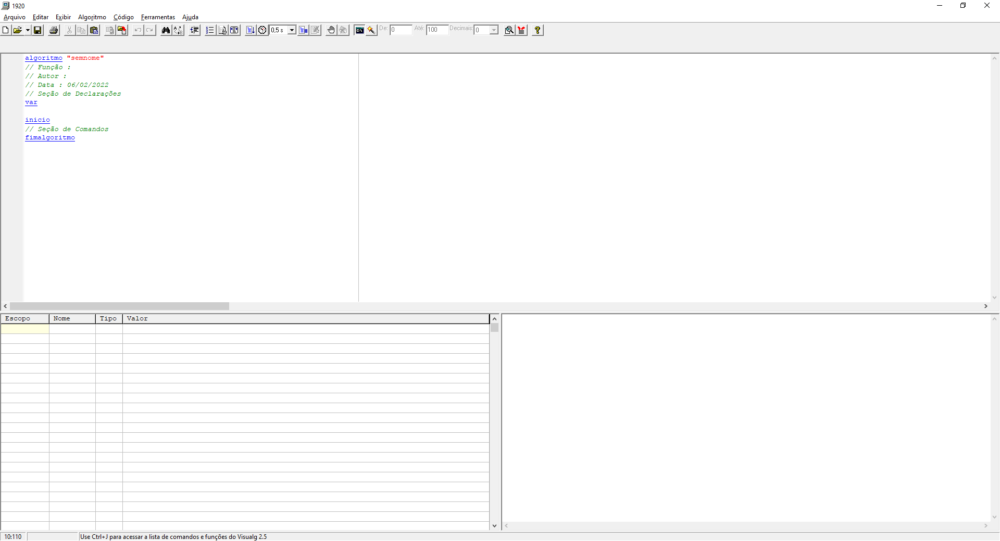 1920
Arquivo Editar Exibir Algoritmo Código Ferramentas Ajuda
0,5 s De: 0 Até: 100 Decimais: 0
algoritmo "semnome"
// Função :
// Autor :
// Data : 06/02/2022
// Seção de Declarações
var
inicio
// Seção de Comandos
fimalgoritmo
Escopo Nome Tipo Valor
10:110 Use Ctrl+J para acessar a lista de comandos e funções do Visualg 2.5